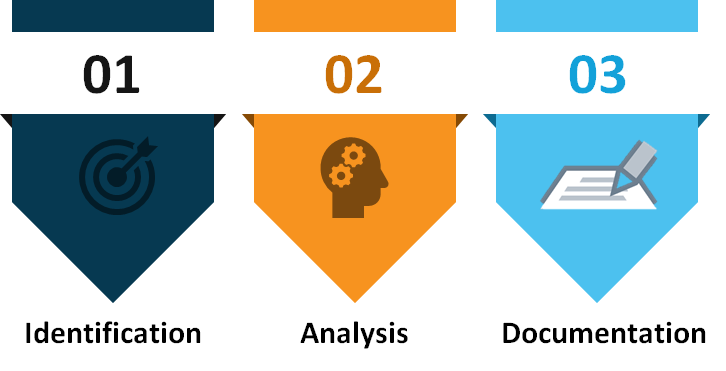 01
02
03
Identification
Analysis
Documentation